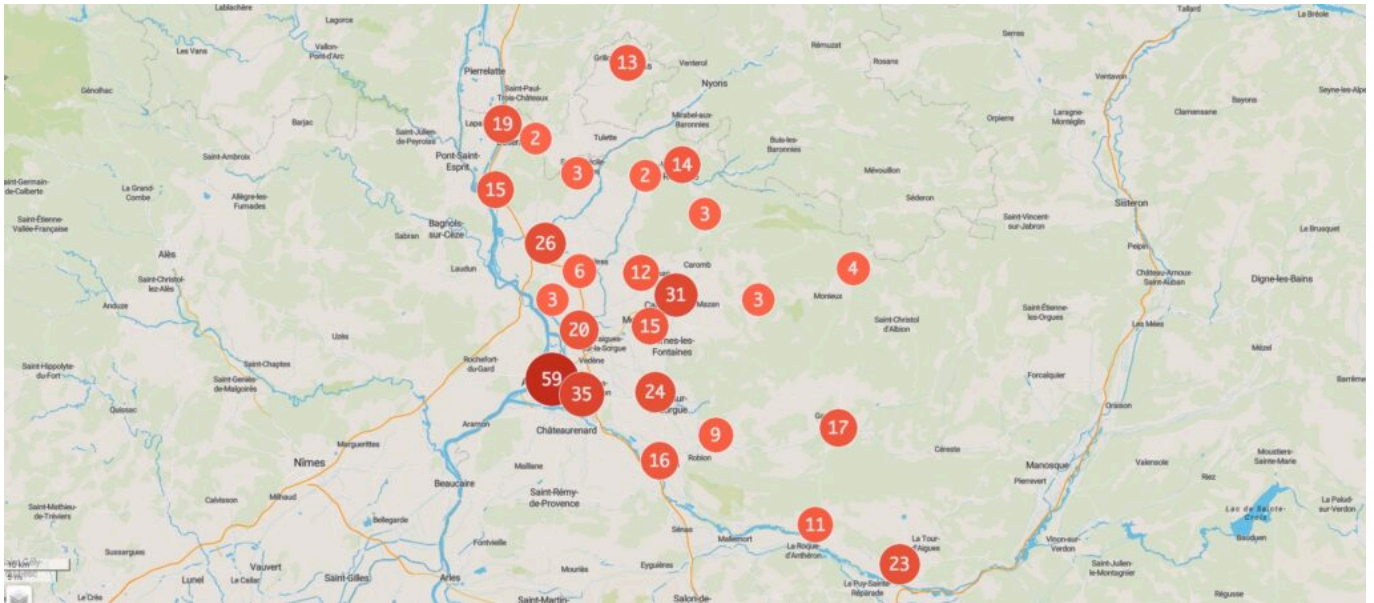 Lablachère
Lagorce
Tallard
La Bréole
Les Vans
Vallon-
Pont-d'Arc
Pierrelatte
13
Venterol
Nyons
Rémuzat
Rosans
Serres
Ventavon
Génolhac
Saint-Paul-
Trois-Châteaux
Bayons
Seyne-les-Alpe
Barjac
Saint-Julien-
de-Peyrolas
19
2
Tulette
Mirabel-aux-
Baronnies
Orpierre
Laragne-
Montéglin
Clamensane
Saint-Ambroix
Pont-Saint-
Esprit
3
2
14
Buis-les-
Baronnies
Mévouillon
Séderon
aint-Germain-
de-Calberte
La Grand-
Combe
Allègre-les-
Fumades
15
3
Sisteron
Saint-Étienne-
Vallée-Française
Sabran
Bagnols-
sur-Cèze
26
Saint-Vincent-
sur-Jabron
Peipin
Le Brusquet
Alès
Laudun
6
12
Caromb
4
Château-Arnoux-
Saint-Auban
Digne-les-Bains
Saint-Christol-
lez-Alès
Anduze
3
31
Mazan
3
Monieux
Saint-Christol
d'Albion
Saint-Étienne-
les-Orgues
Les Mées
Uzès
20
15
nes-les-
Fontaines
Mézel
Saint-Hippolyte-
du-Fort
Saint-Chaptes
Saint-Geniès-
de-Malgoirès
Rochefort-
du-Gard
Vedène
Forcalquier
Barrême
59
35
24
Quissac
Aramon
Châteaurenard
17
Oraison
Marguerittes
9
Robion
Céreste
Nîmes
16
Manosque
Pierrevert
Valensole
Moustiers-
Sainte-Marie
Riez
Maillane
Beaucaire
Saint-Rémy-
de-Provence
Calvisson
Milhaud
Saint-Mathieu-
de-Tréviers
Bellegarde
Lac de Sainte-
Croix
La Palud-
sur-Verdon
Sénas
Mallemort
11
La Roque-
d'Anthéron
La Tour-
d'Aigues
Vinon-sur-
Verdon
Bauduen
Sussargues
Fontvieille
23
10 km
Vauvert
Lunel
Le Cailar
Saint-Gilles
Arles
Mouriès
Eyguières
Le Puy-Sainte-
Réparade
Saint-Julien-
le-Montagnier
Régusse
Le Crès
Saint-Martin-
Salon-de-